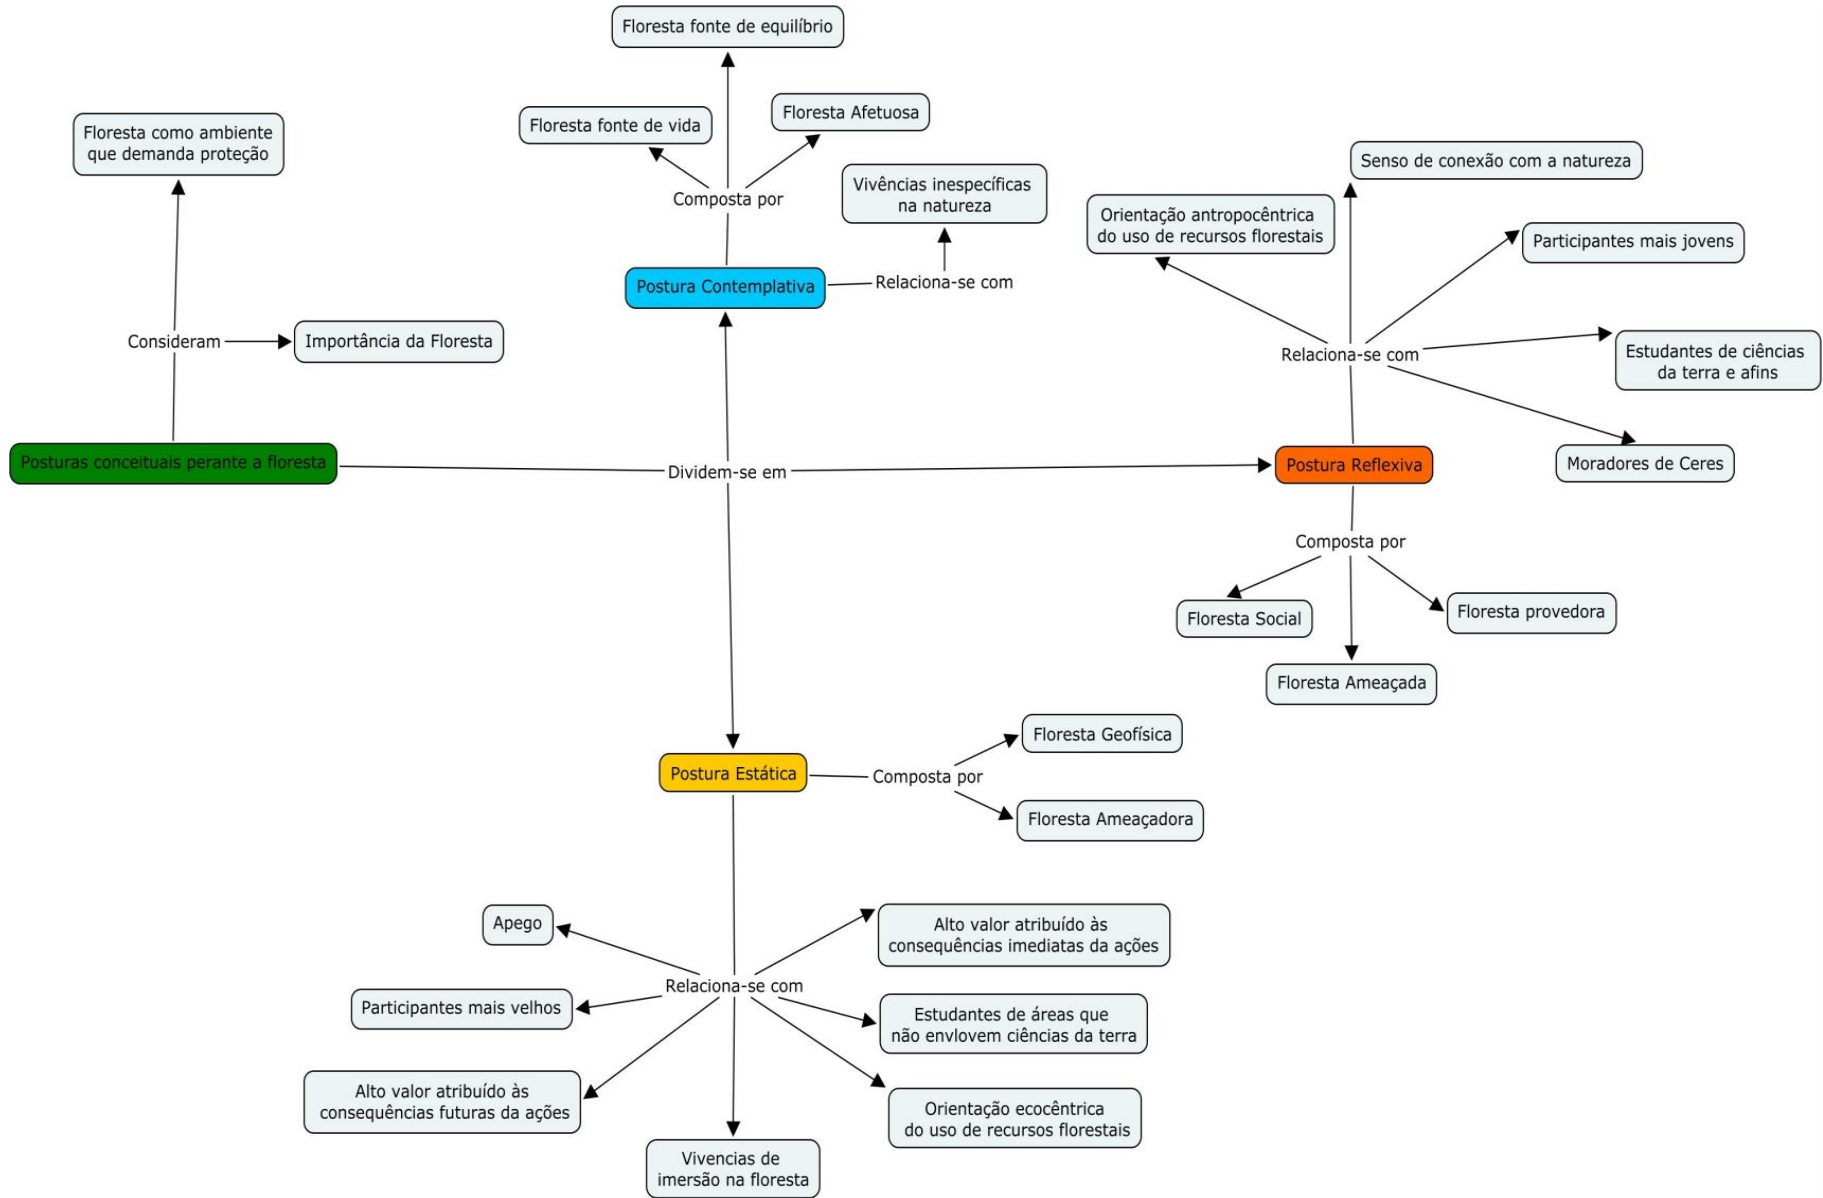 Floresta fonte de equilíbrio
Floresta fonte de vida
Floresta Afetuosa
Floresta como ambiente
que demanda proteção
Composta por
Vivências inespecíficas
na natureza
Senso de conexão com a natureza
Orientação antropocêntrica
do uso de recursos florestais
Participantes mais jovens
Postura Contemplativa
Relaciona-se com
Consideram
Importância da Floresta
Relaciona-se com
Estudantes de ciências
da terra e afins
Posturas conceituais perante a floresta
Dividem-se em
Postura Reflexiva
Moradores de Ceres
Composta por
Floresta Social
Floresta provedora
Floresta Ameaçada
Floresta Geofísica
Postura Estática
Composta por
Floresta Ameaçadora
Apego
Alto valor atribuído às
consequências imediatas da ações
Relaciona-se com
Participantes mais velhos
Estudantes de áreas que
não envlovem ciências da terra
Alto valor atribuído às
consequências futuras da ações
Orientação ecocêntrica
do uso de recursos florestais
Vivencias de
imersão na floresta